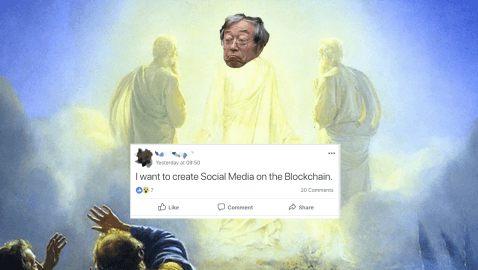 Yesterday at 09:50
I want to create Social Media on the Blockchain.
7
20 Comments
Like
Comment
Share